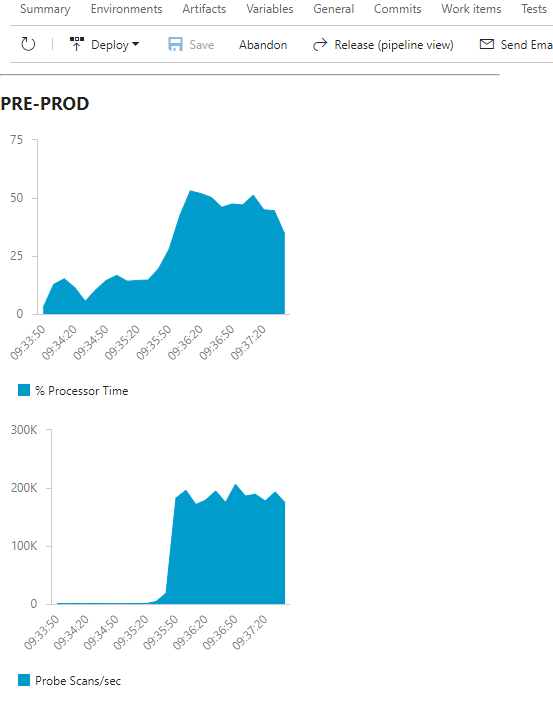 Summary Environments Artifacts Variables General Commits Work items Tests
Deploy Save Abandon Release (pipeline view) Send Ema
PRE-PROD
75
50
25
0
09:33:50 09:34:20 09:34:50 09:35:20 09:35:50 09:36:20 09:36:50 09:37:20
% Processor Time
300K
200K
100K
0
09:33:50 09:34:20 09:34:50 09:35:20 09:35:50 09:36:20 09:36:50 09:37:20
Probe Scans/sec